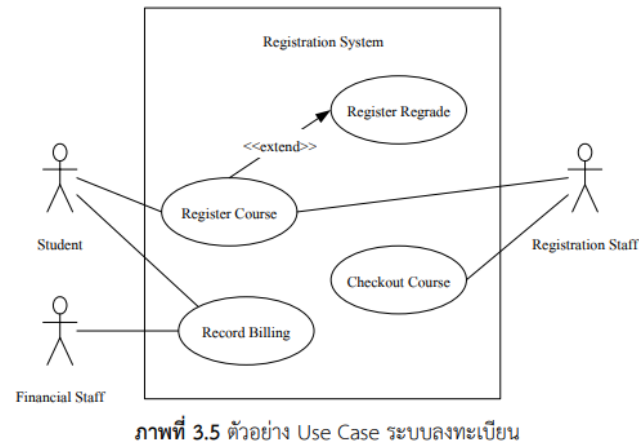 Registration System
Register Regrade
<<extend>>
Register Course
Student
Registration Staff
Checkout Course
Record Billing
Financial Staff
ภาพที่ 3.5 ตัวอย่าง Use Case ระบบลงทะเบียน